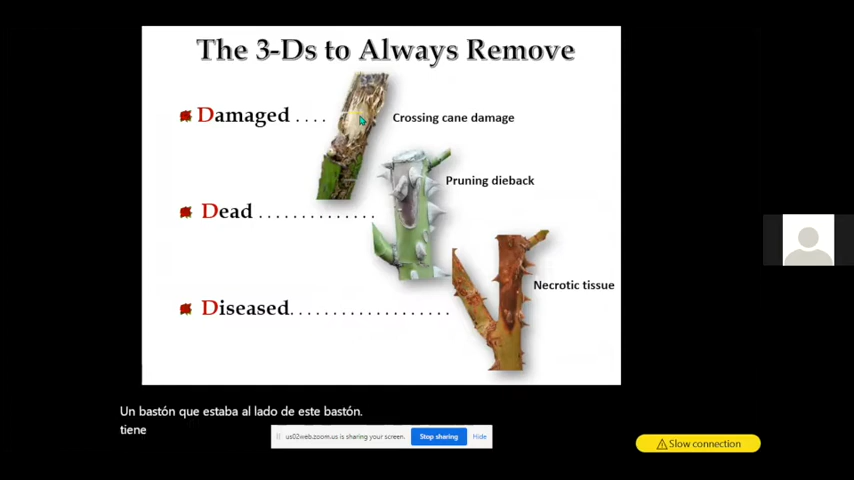 The 3-Ds to Always Remove
Damaged . . . .
Crossing cane damage
Pruning dieback
Dead . . . . . . . . . . . . . .
Necrotic tissue
Diseased. . . . . . . . . . . . . . . . . . .
Un bastón que estaba al lado de este bastón.
tiene
us02web.zoom.us is sharing your screen.
Stop sharing
Hide
Slow connection